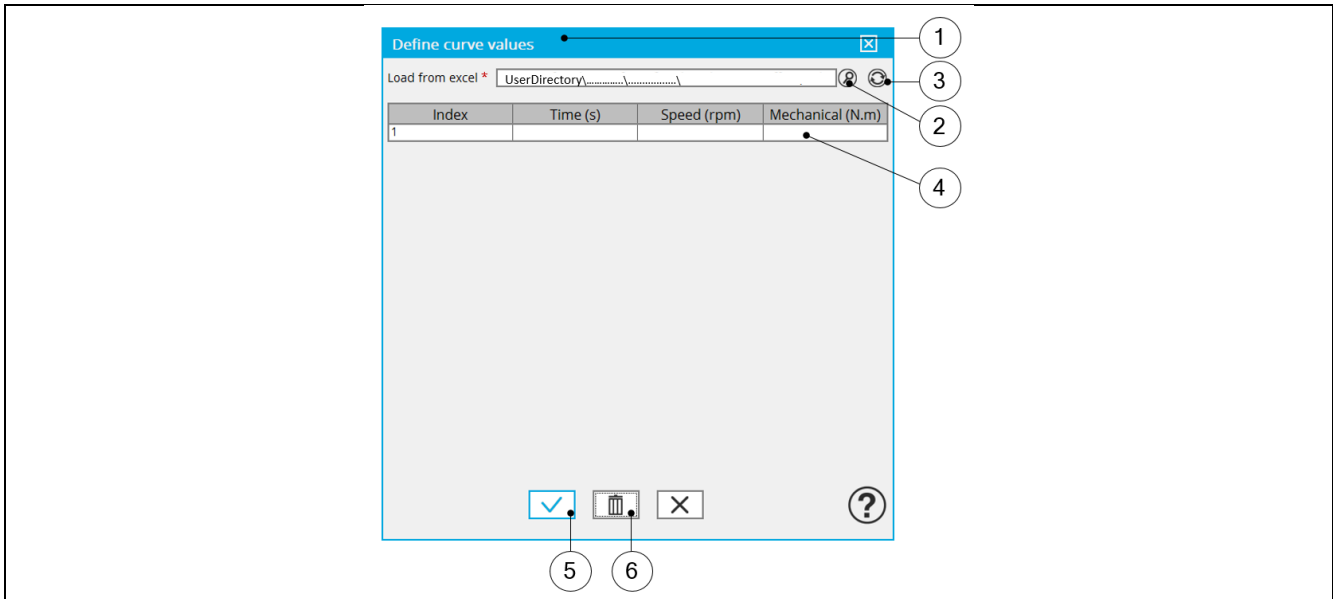 Define curve values
1
Load from excel * UserDirectory\..............\.................\
3
2
Index Time (s) Speed (rpm) Mechanical (N.m)
1
4
?
5 6